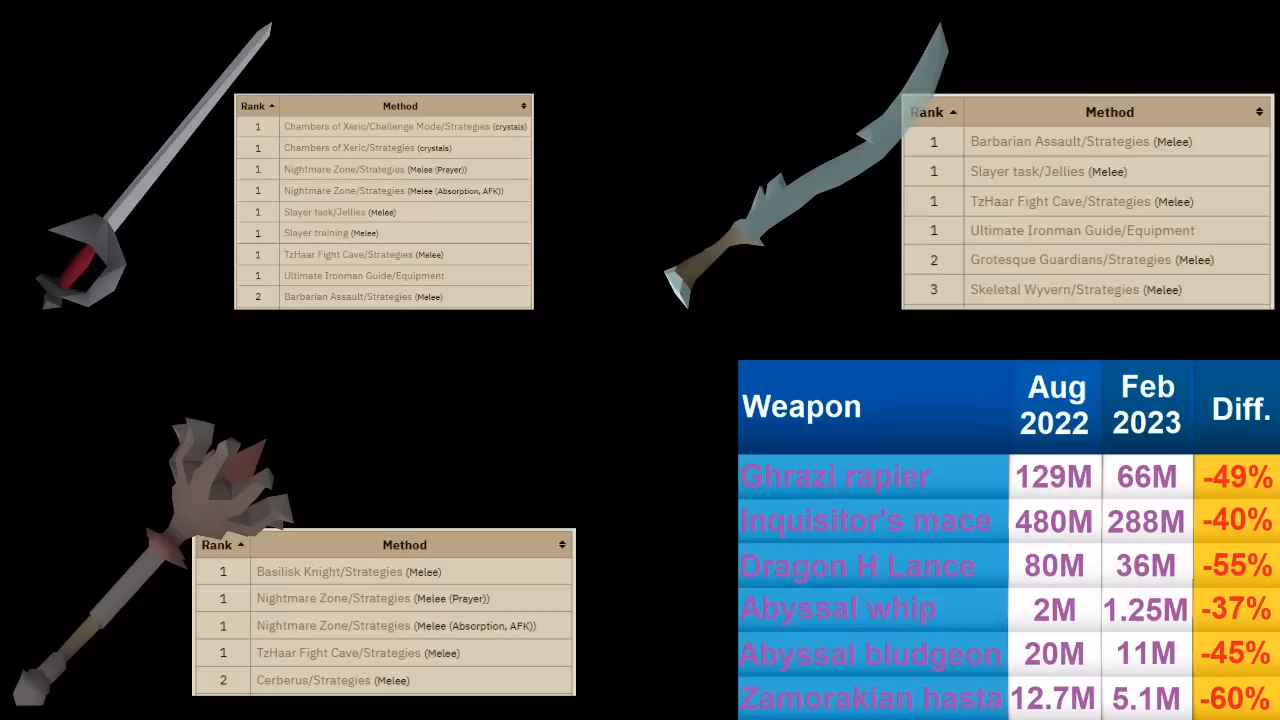 Rank Method
1 Chambers of Xeric/Challenge Mode/Strategies (crystals)
1 Chambers of Xeric/Strategies (crystals)
1 Nightmare Zone/Strategies (Melee (Prayer))
1 Nightmare Zone/Strategies (Melee (Absorption, AFK))
1 Slayer task/Jellies (Melee)
1 Slayer training (Melee)
1 TzHaar Fight Cave/Strategies (Melee)
1 Ultimate Ironman Guide/Equipment
2 Barbarian Assault/Strategies (Melee)
Rank Method
1 Barbarian Assault/Strategies (Melee)
1 Slayer task/Jellies (Melee)
1 TzHaar Fight Cave/Strategies (Melee)
1 Ultimate Ironman Guide/Equipment
2 Grotesque Guardians/Strategies (Melee)
3 Skeletal Wyvern/Strategies (Melee)
Rank Method
1 Basilisk Knight/Strategies (Melee)
1 Nightmare Zone/Strategies (Melee (Prayer))
1 Nightmare Zone/Strategies (Melee (Absorption, AFK))
1 TzHaar Fight Cave/Strategies (Melee)
2 Cerberus/Strategies (Melee)
Weapon Aug 2022 Feb 2023 Diff.
Ghrazi rapier 129M 66M -49%
Inquisitor's mace 480M 288M -40%
Dragon H Lance 80M 36M -55%
Abyssal whip 2M 1.25M -37%
Abyssal bludgeon 20M 11M -45%
Zamorakian hasta 12.7M 5.1M -60%